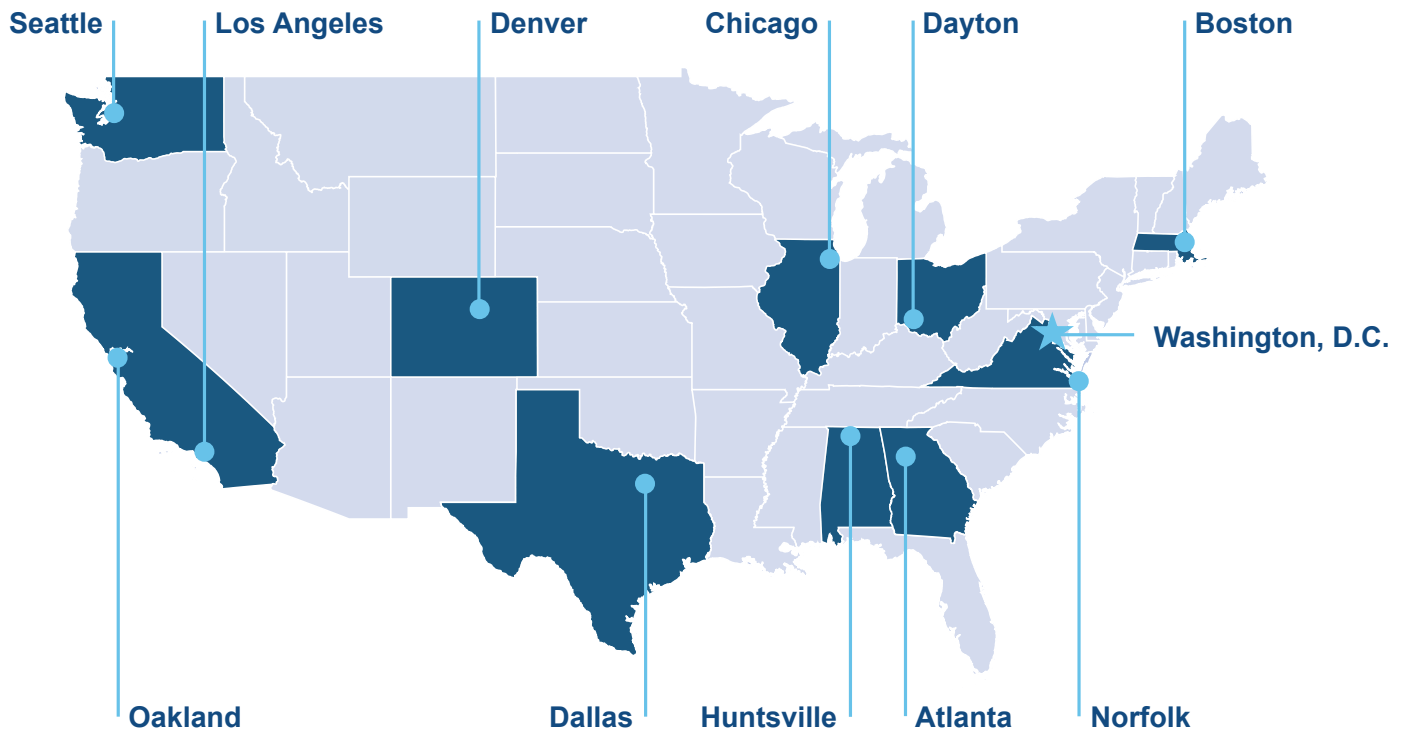 Seattle
Los Angeles
Denver
Chicago
Dayton
Boston
Washington, D.C.
Oakland
Dallas
Huntsville
Atlanta
Norfolk